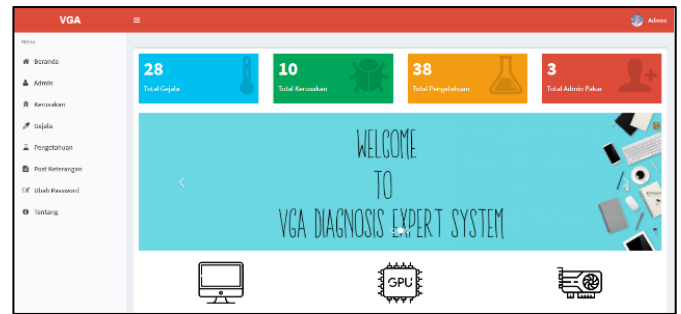 VGA
Admin
Menu
Beranda
Admin
Kerusakan
Gejala
Pengetahuan
Post Keterangan
Ubah Password
Tentang
28
Total Gejala
10
Total Kerusakan
38
Total Pengetahuan
3
Total Admin Pakar
WELCOME
TO
VGA DIAGNOSIS EXPERT SYSTEM
GPU